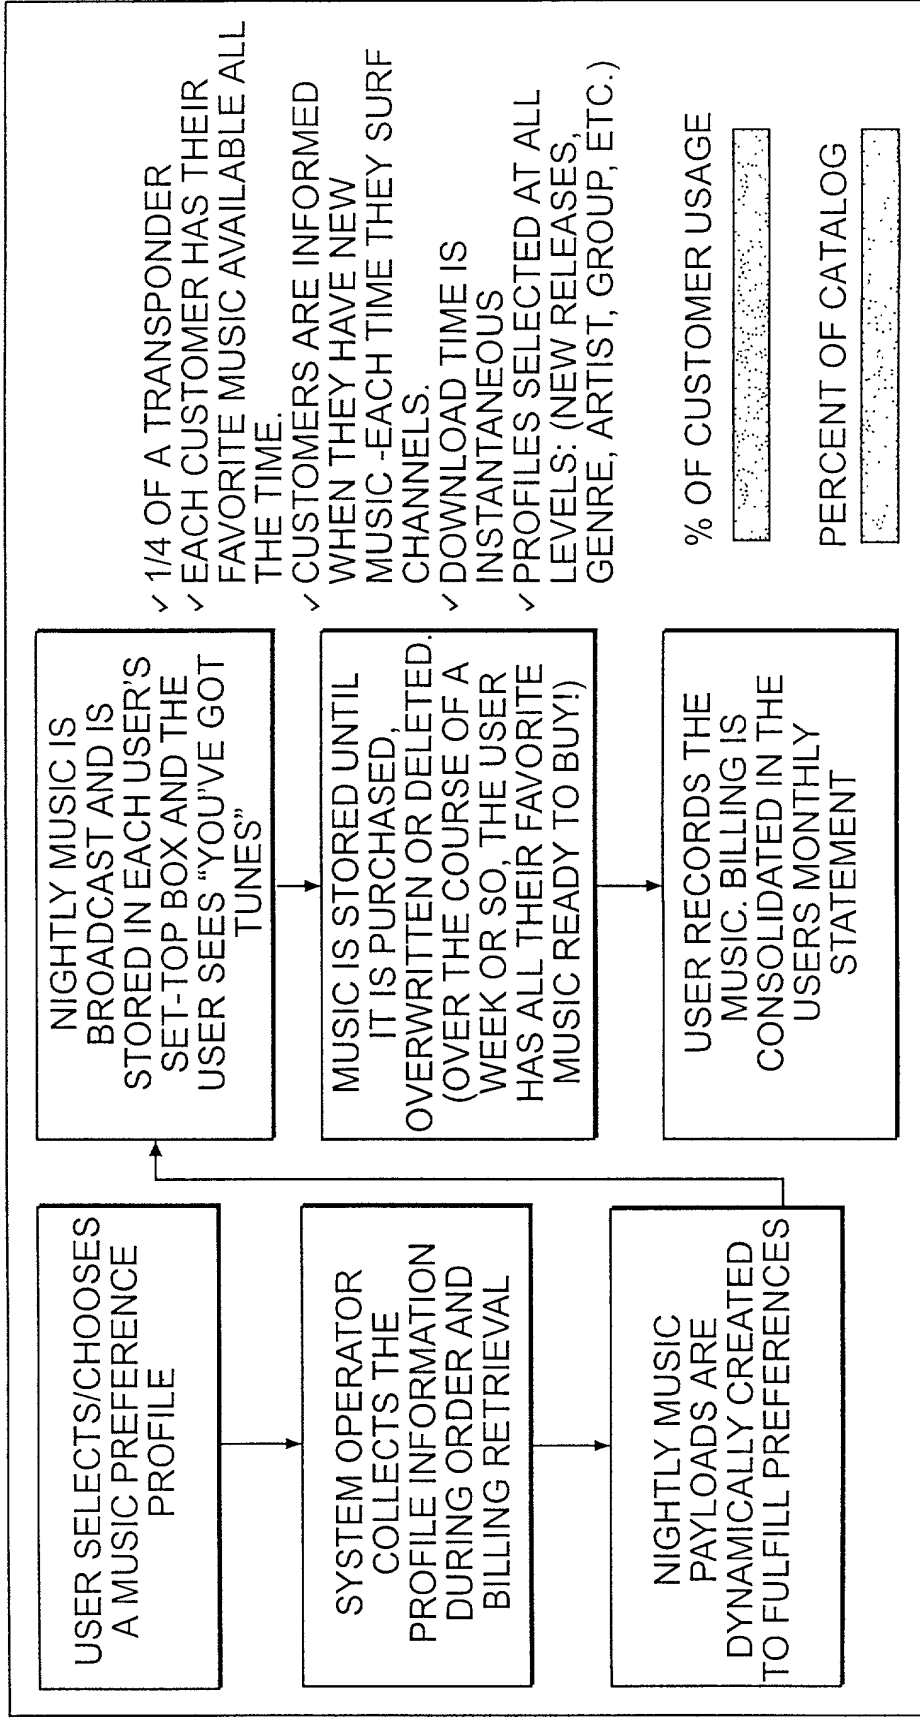 USER SELECTS/CHOOSES
A MUSIC PREFERENCE
PROFILE
SYSTEM OPERATOR
COLLECTS THE
PROFILE INFORMATION
DURING ORDER AND
BILLING RETRIEVAL
NIGHTLY MUSIC
PAYLOADS ARE
DYNAMICALLY CREATED
TO FULFILL PREFERENCES
NIGHTLY MUSIC IS
BROADCAST AND IS
STORED IN EACH USER'S
SET-TOP BOX AND THE
USER SEES "YOU'VE GOT
TUNES"
MUSIC IS STORED UNTIL
IT IS PURCHASED,
OVERWRITTEN OR DELETED.
(OVER THE COURSE OF A
WEEK OR SO, THE USER
HAS ALL THEIR FAVORITE
MUSIC READY TO BUY!)
USER RECORDS THE
MUSIC. BILLING IS
CONSOLIDATED IN THE
USERS MONTHLY
STATEMENT
✓ 1/4 OF A TRANSPONDER
✓ EACH CUSTOMER HAS THEIR
FAVORITE MUSIC AVAILABLE ALL
THE TIME.
✓ CUSTOMERS ARE INFORMED
WHEN THEY HAVE NEW
MUSIC -EACH TIME THEY SURF
CHANNELS.
✓ DOWNLOAD TIME IS
INSTANTANEOUS
✓ PROFILES SELECTED AT ALL
LEVELS: (NEW RELEASES,
GENRE, ARTIST, GROUP, ETC.)
% OF CUSTOMER USAGE
PERCENT OF CATALOG